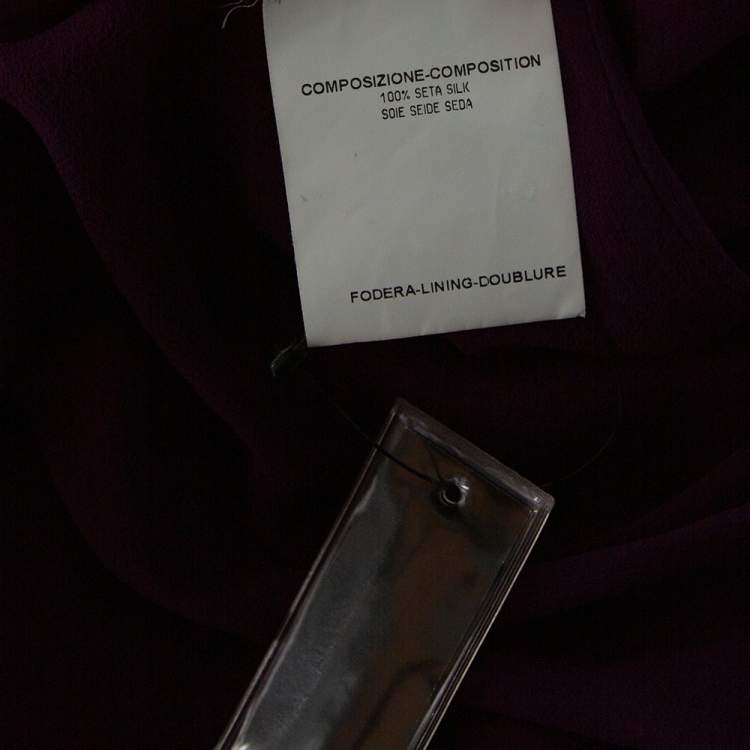 COMPOSIZIONE-COMPOSITION
100% SETA SILK
SOIE SEIDE SEDA
FODERA-LINING-DOUBLURE